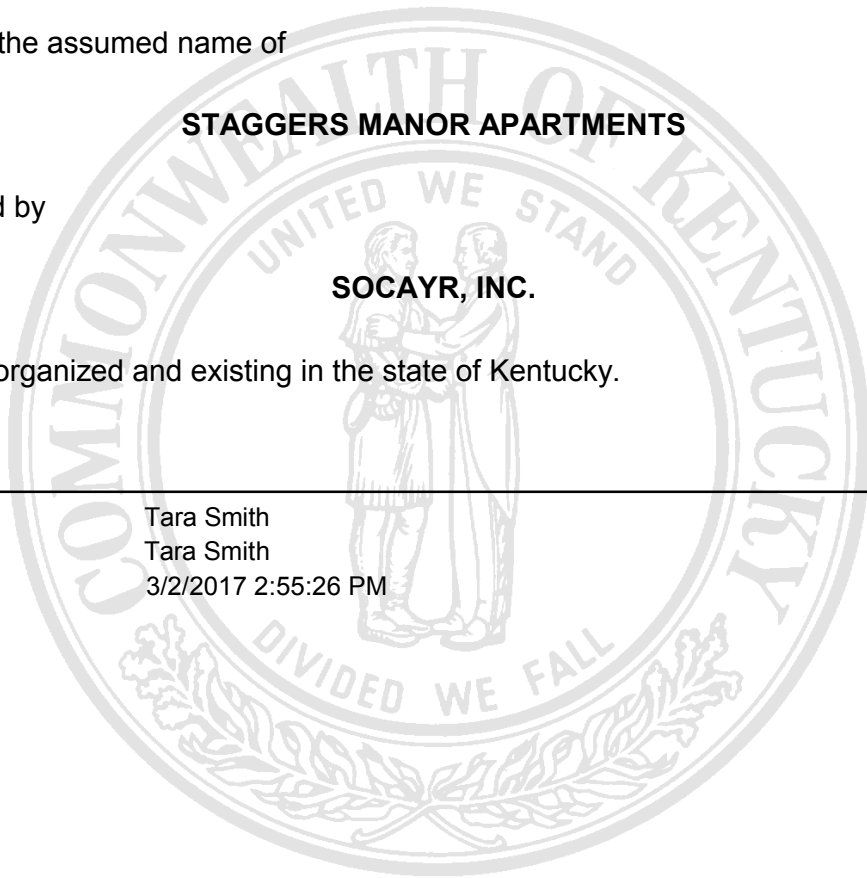 the assumed name of
STAGGERS MANOR APARTMENTS
d by
SOCAYR, INC.
organized and existing in the state of Kentucky.
Tara Smith
Tara Smith
3/2/2017 2:55:26 PM
COMMONWEALTH OF KENTUCKY
UNITED WE STAND
DIVIDED WE FALL